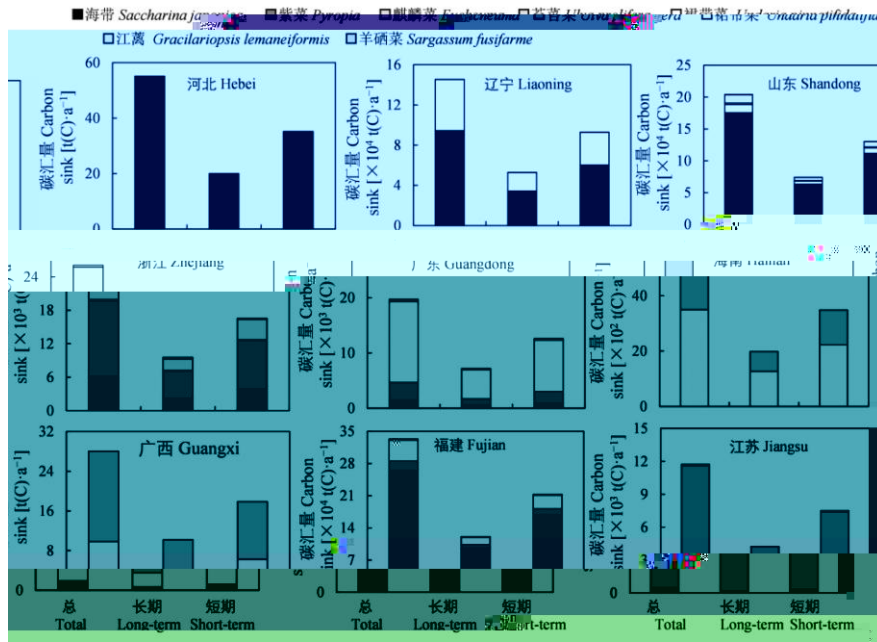 ■海带 Saccharina japonica ■紫菜 Pyropia
□江蓠 Gracilariopsis lemaneiformis □羊硒菜 Sargassum fusifarme
碳汇量 Carbon sink [t(C)·a⁻¹]
60
40
20
0
河北 Hebei
碳汇量 Carbon sink [×10⁴ t(C)·a⁻¹]
16
12
8
4
0
辽宁 Liaoning
碳汇量 Carbon sink [×10⁴ t(C)·a⁻¹]
25
20
15
10
5
0
山东 Shandong
sink [×10³ t(C)·a⁻¹]
24
18
12
6
0
浙江 Zhejiang
碳汇量 Carbon sink [×10³ t(C)·a⁻¹]
20
10
0
广东 Guangdong
碳汇量 Carbon sink [×10² t(C)·a⁻¹]
40
20
0
海南 Hainan
sink [t(C)·a⁻¹]
32
24
16
8
0
广西 Guangxi
碳汇量 Carbon sink [×10⁴ t(C)·a⁻¹]
35
28
21
14
7
0
福建 Fujian
碳汇量 Carbon sink [×10³ t(C)·a⁻¹]
15
12
9
6
0
江苏 Jiangsu
总 长期 短期
Total Long-term Short-term
总 长期 短期
Total Long-term Short-term
总 长期 短期
Total Long-term Short-term